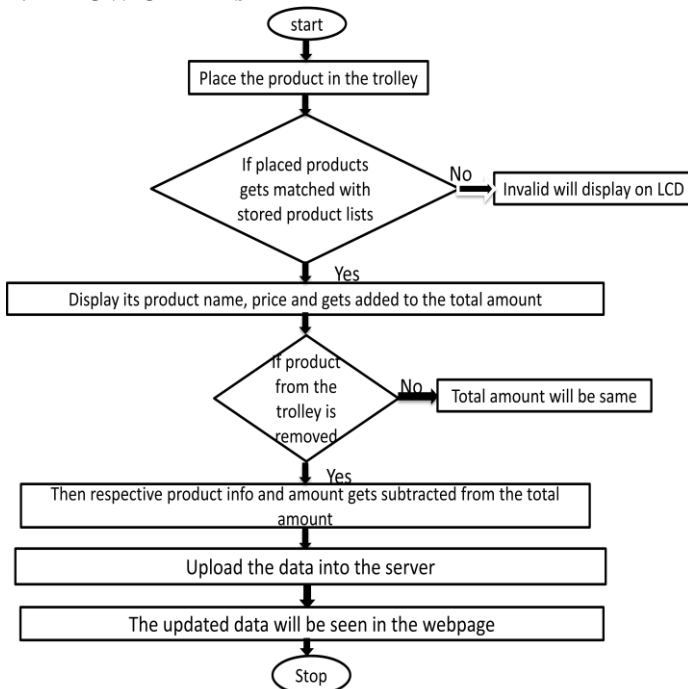 start
Place the product in the trolley
If placed products
gets matched with
stored product lists
No
Invalid will display on LCD
Yes
Display its product name, price and gets added to the total amount
If product
from the
trolley is
removed
No
Total amount will be same
Yes
Then respective product info and amount gets subtracted from the total
amount
Upload the data into the server
The updated data will be seen in the webpage
Stop